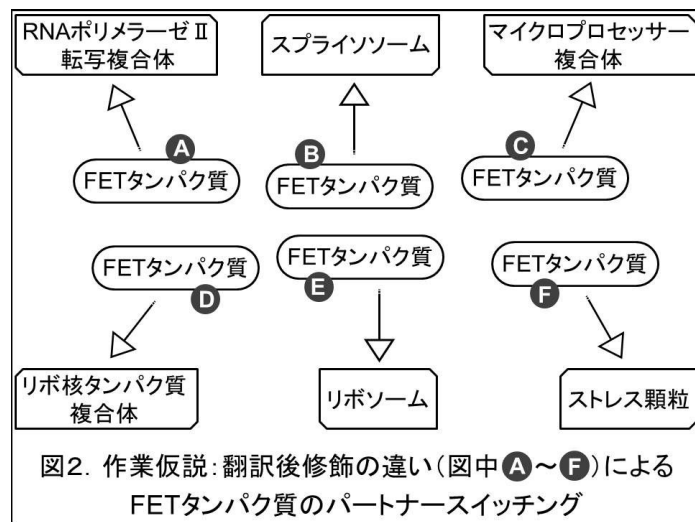 RNAポリメラーゼⅡ
転写複合体
スプライソソーム
マイクロプロセッサー
複合体
A
FETタンパク質
B
FETタンパク質
C
FETタンパク質
FETタンパク質
D
FETタンパク質
E
FETタンパク質
F
リボ核タンパク質
複合体
リボソーム
ストレス顆粒
図2. 作業仮説:翻訳後修飾の違い(図中A～F)による
FETタンパク質のパートナースイッチング